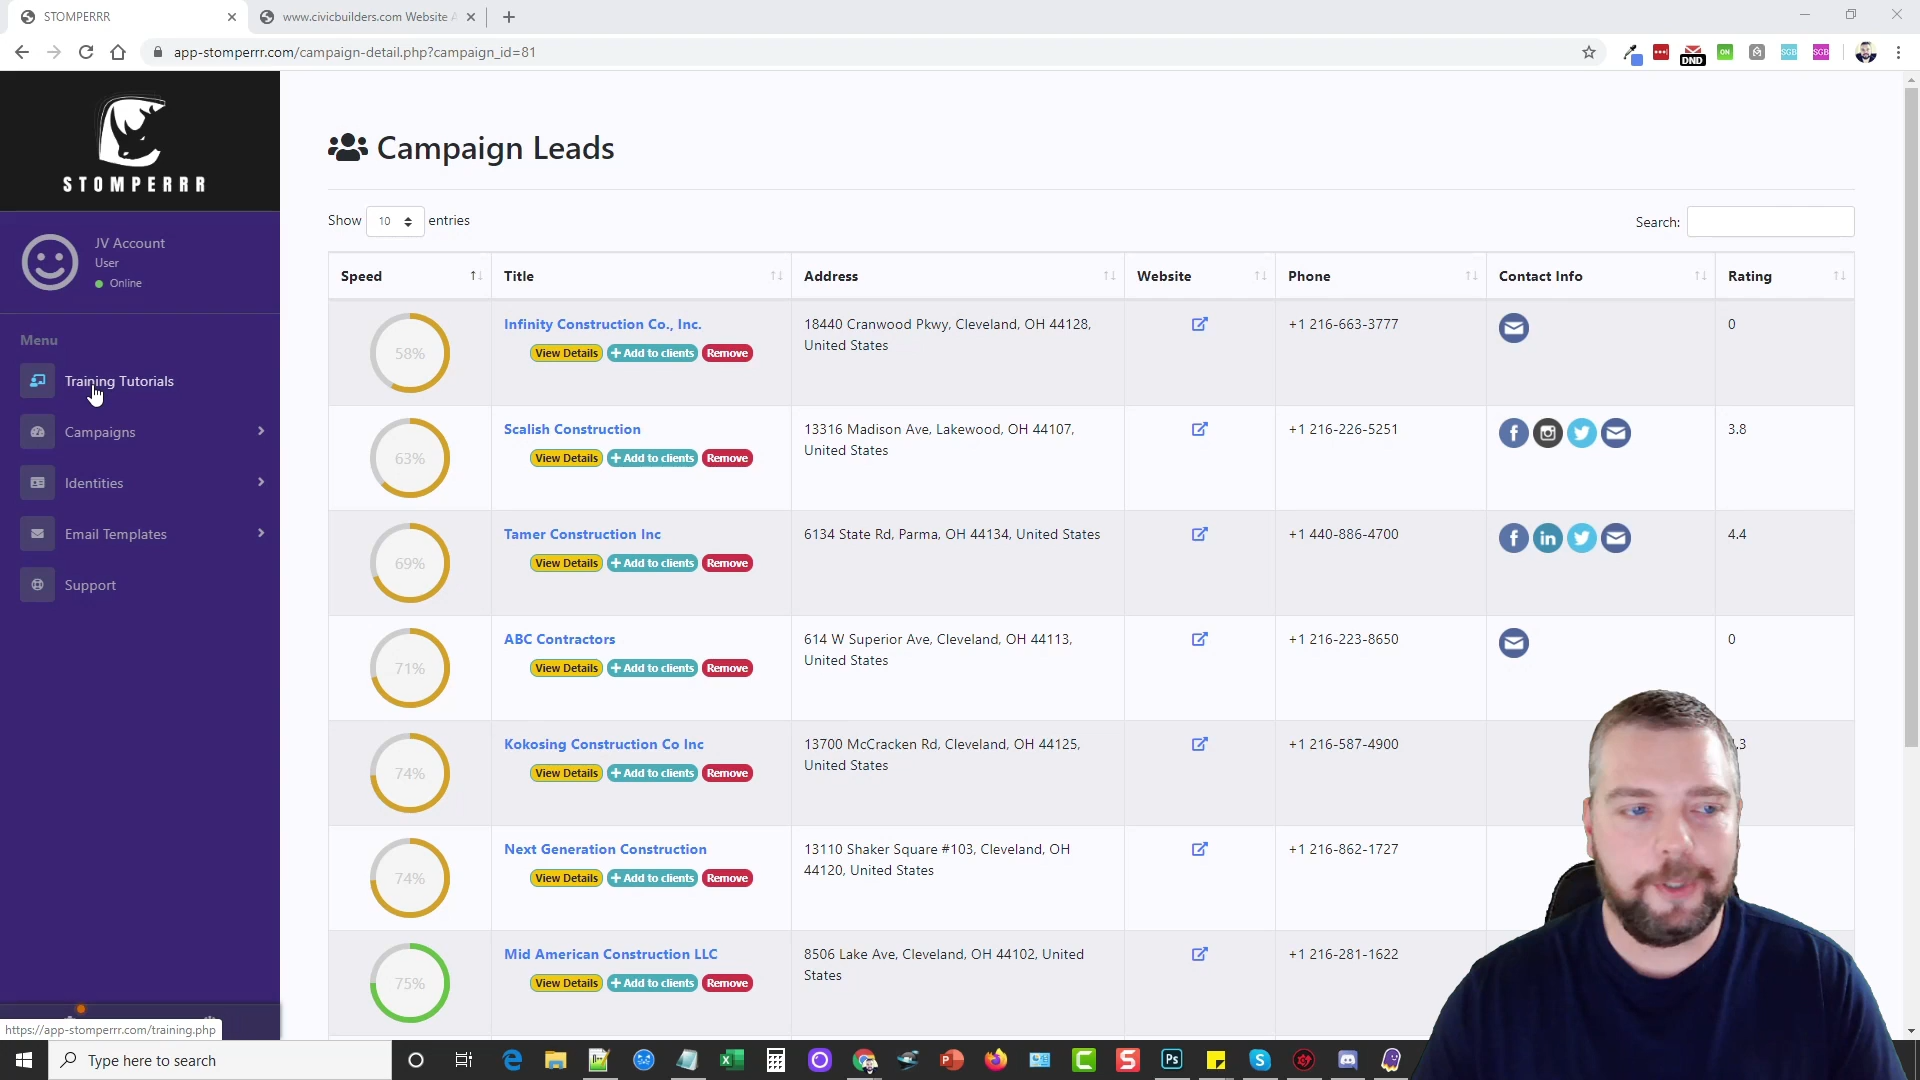 STOMPERRR
www.civicbuilders.com Website
app-stomperrr.com/campaign-detail.php?campaign_id=81
DND
ON
SGB
SGB
STOMPERRR
JV Account
User
Online
Menu
Training Tutorials
Campaigns
Identities
Email Templates
Support
Campaign Leads
Show 10 entries
Search:
Speed Title Address Website Phone Contact Info Rating
58%
Infinity Construction Co., Inc.
View Details + Add to clients Remove
18440 Cranwood Pkwy, Cleveland, OH 44128,
United States
+1 216-663-3777
0
63%
Scalish Construction
View Details + Add to clients Remove
13316 Madison Ave, Lakewood, OH 44107,
United States
+1 216-226-5251
3.8
69%
Tamer Construction Inc
View Details + Add to clients Remove
6134 State Rd, Parma, OH 44134, United States
+1 440-886-4700
4.4
71%
ABC Contractors
View Details + Add to clients Remove
614 W Superior Ave, Cleveland, OH 44113,
United States
+1 216-223-8650
0
74%
Kokosing Construction Co Inc
View Details + Add to clients Remove
13700 McCracken Rd, Cleveland, OH 44125,
United States
+1 216-587-4900
74%
Next Generation Construction
View Details + Add to clients Remove
13110 Shaker Square #103, Cleveland, OH
44120, United States
+1 216-862-1727
75%
Mid American Construction LLC
View Details + Add to clients Remove
8506 Lake Ave, Cleveland, OH 44102, United
States
+1 216-281-1622
https://app-stomperrr.com/training.php
Type here to search